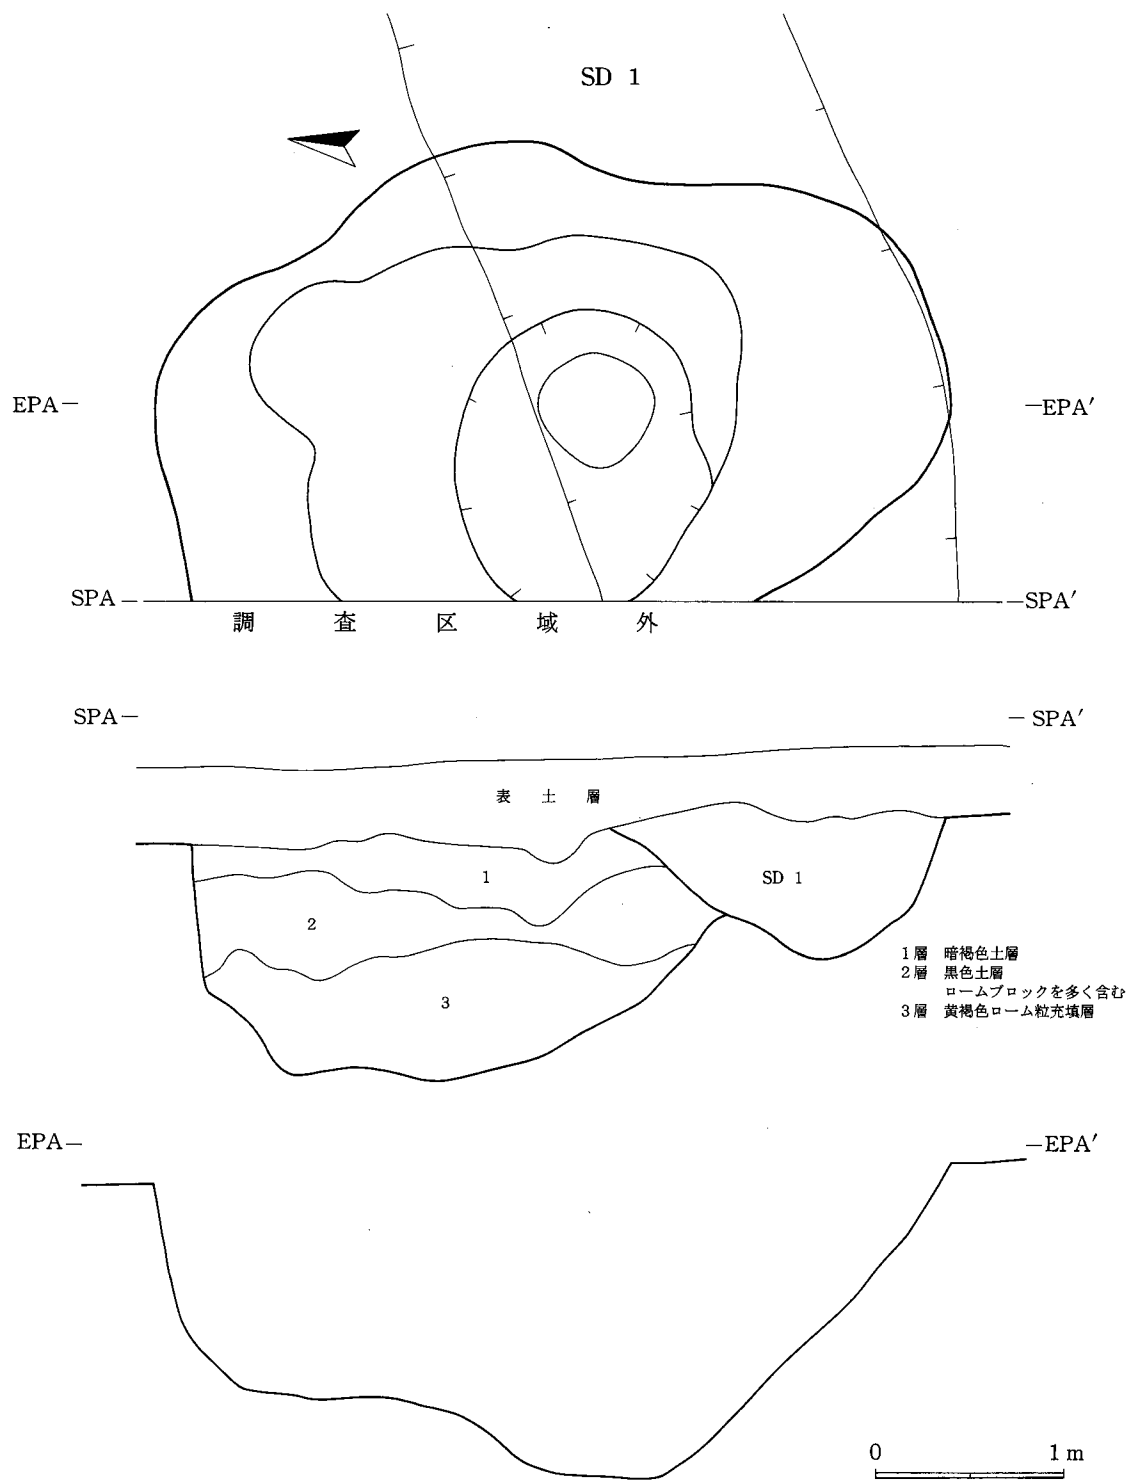 SD 1
EPA
EPA′
SPA
SPA′
調査区域外
SPA
SPA′
表土層
1
SD 1
2
3
1層 暗褐色土層
2層 黒色土層
ロームブロックを多く含む
3層 黄褐色ローム粒充塡層
EPA
EPA′
0 1 m